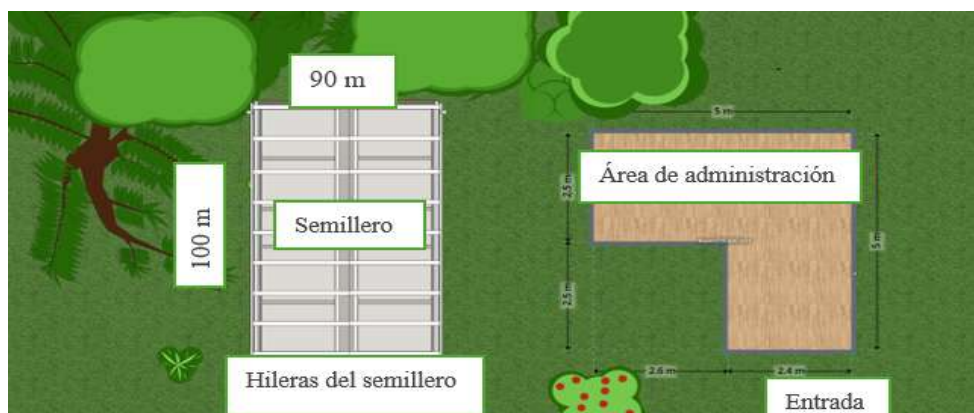 90 m
5 m
Área de administración
2.5 m
100 m
Semillero
5 m
2.5 m
Hileras del semillero
2.6 m
2.4 m
Entrada